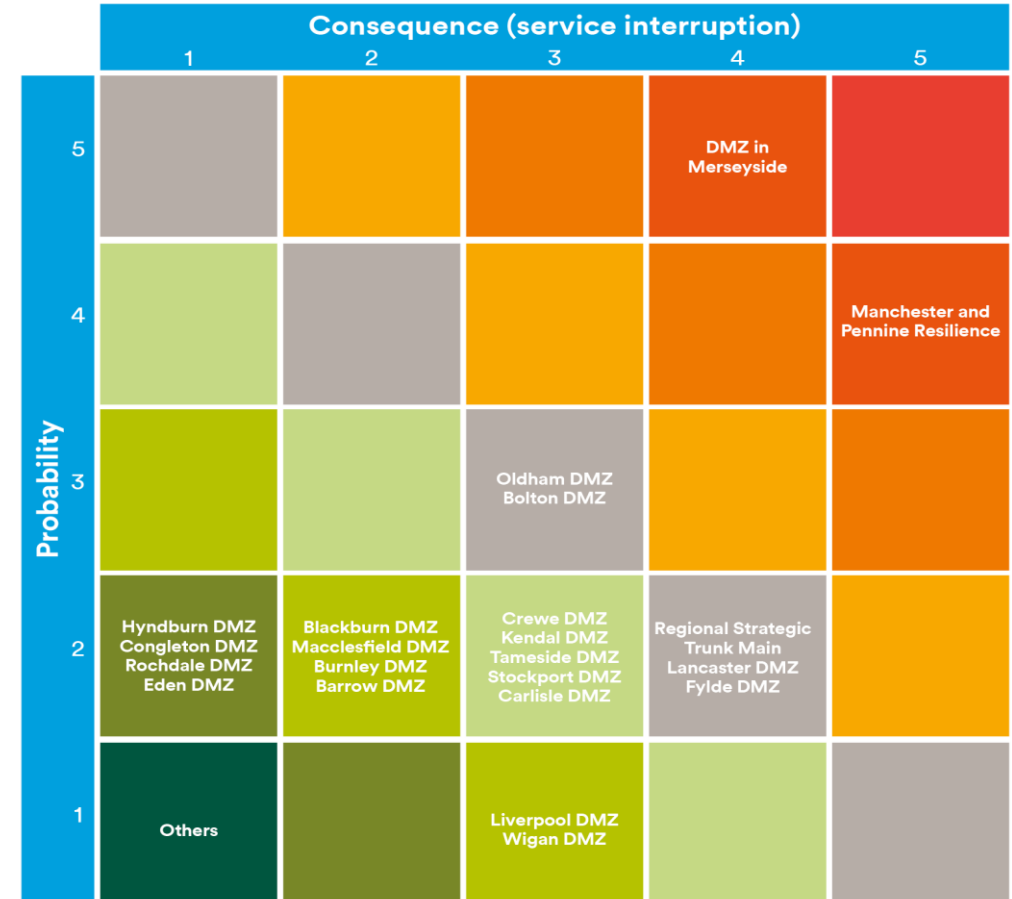 Consequence (service interruption)
1 2 3 4 5
Probability
5
DMZ in
Merseyside
4
Manchester and
Pennine Resilience
3
Oldham DMZ
Bolton DMZ
2
Hyndburn DMZ
Congleton DMZ
Rochdale DMZ
Eden DMZ
Blackburn DMZ
Macclesfield DMZ
Burnley DMZ
Barrow DMZ
Crewe DMZ
Kendal DMZ
Tameside DMZ
Stockport DMZ
Carlisle DMZ
Regional Strategic
Trunk Main
Lancaster DMZ
Fylde DMZ
1
Others
Liverpool DMZ
Wigan DMZ